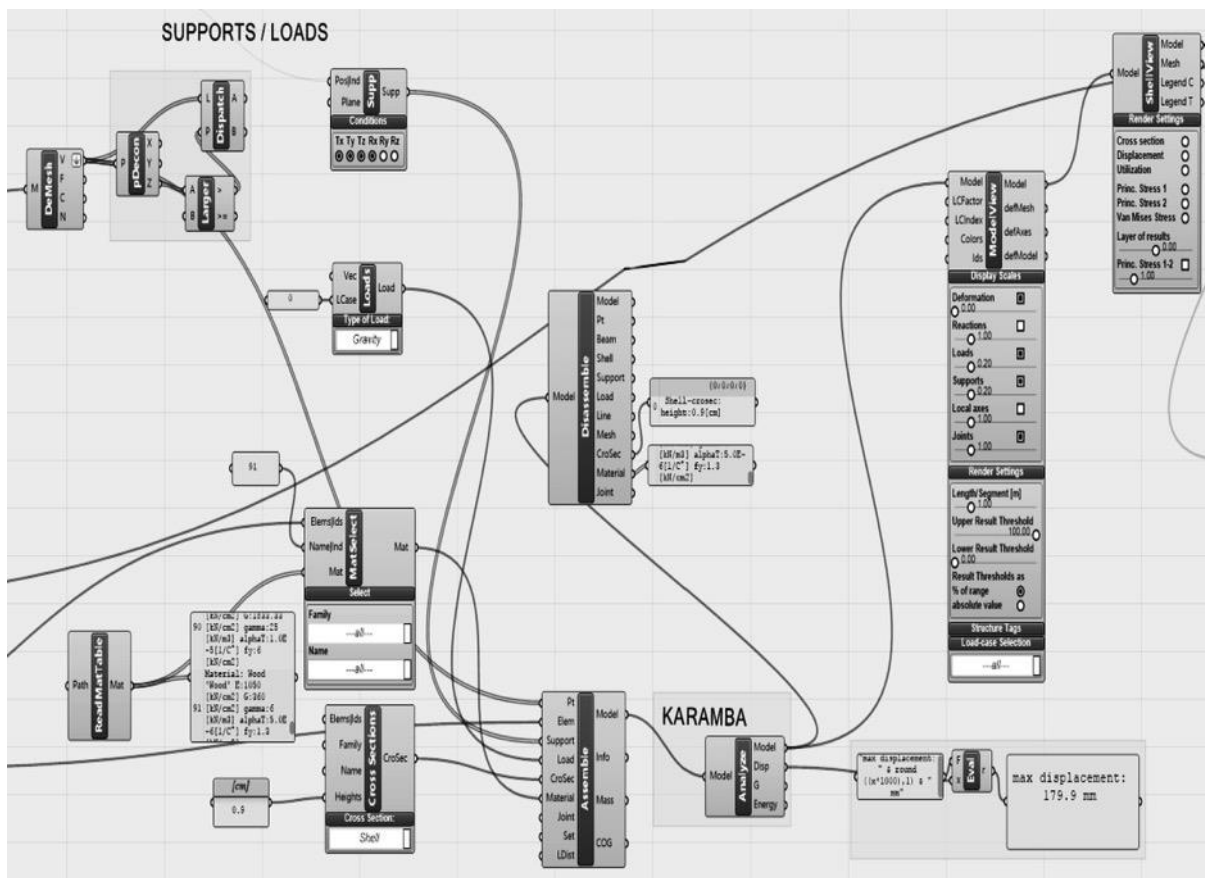 SUPPORTS / LOADS
M
DeMesh
V
F
C
N
P
pDecon
X
Y
Z
L
P
Dispatch
A
B
A
B
Larger
>
>=
Pos|Ind
Plane
Supp
Supp
Conditions
Tx Ty Tz Rx Ry Rz
0
Vec
LCase
Loads
Load
Type of Load:
Gravity
Model
Disassemble
Model
Pt
Beam
Shell
Support
Load
Line
Mesh
CroSec
Material
Joint
{0;0;0;0}
0
Shell-crosec:
height:0.9[cm]
[kN/m3] alphaT:5.0E-
6[1/C°] fy:1.3
[kN/cm2]
91
Elems|Ids
Name|Ind
Mat
MatSelect
Mat
Select
Family
---all---
Name
---all---
Path
ReadMatTable
Mat
90 [kN/cm2] gamma:25
[kN/m3] alphaT:1.0E
-5[1/C°] fy:6
[kN/cm2]
Material: Wood
'Wood' E:1050
[kN/cm2] G:360
91 [kN/cm2] gamma:6
[kN/m3] alphaT:5.0E
-6[1/C°] fy:1.3
[cm]
0.9
Elems|Ids
Family
Name
Heights
Cross Sections
CroSec
Cross Section:
Shell
Pt
Elem
Support
Load
CroSec
Material
Joint
Set
LDist
Assemble
Model
Info
Mass
COG
KARAMBA
Model
Analyze
Model
Disp
G
Energy
"max displacement:
" & round
((m*1000),1) & "
mm"
F
x
Eval
r
max displacement:
179.9 mm
Model
LCFactor
LCIndex
Colors
Ids
ModelView
Model
defMesh
defAxes
defModel
Display Scales
Deformation
0.00
Reactions
1.00
Loads
0.20
Supports
0.20
Local axes
1.00
Joints
1.00
Render Settings
Length/Segment [m]
1.00
Upper Result Threshold
100.00
Lower Result Threshold
0.00
Result Thresholds as
% of range
absolute value
Structure Tags
Load-case Selection
---all---
Model
ShellView
Model
Mesh
Legend C
Legend T
Render Settings
Cross section
Displacement
Utilization
Princ. Stress 1
Princ. Stress 2
Van Mises Stress
Layer of results
0.00
Princ. Stress 1-2
1.00